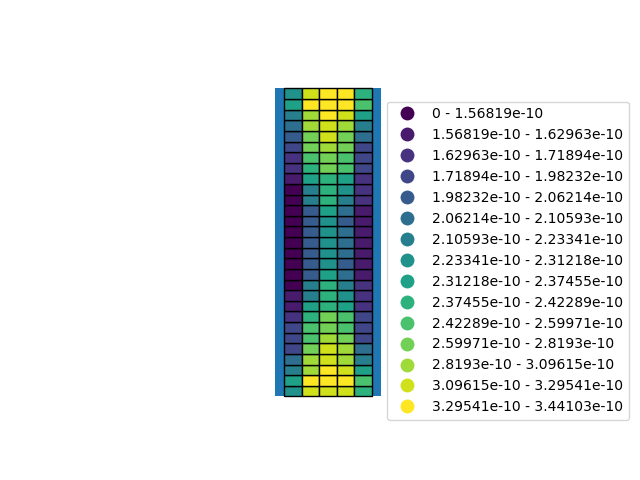 0 - 1.56819e-10
1.56819e-10 - 1.62963e-10
1.62963e-10 - 1.71894e-10
1.71894e-10 - 1.98232e-10
1.98232e-10 - 2.06214e-10
2.06214e-10 - 2.10593e-10
2.10593e-10 - 2.23341e-10
2.23341e-10 - 2.31218e-10
2.31218e-10 - 2.37455e-10
2.37455e-10 - 2.42289e-10
2.42289e-10 - 2.59971e-10
2.59971e-10 - 2.8193e-10
2.8193e-10 - 3.09615e-10
3.09615e-10 - 3.29541e-10
3.29541e-10 - 3.44103e-10